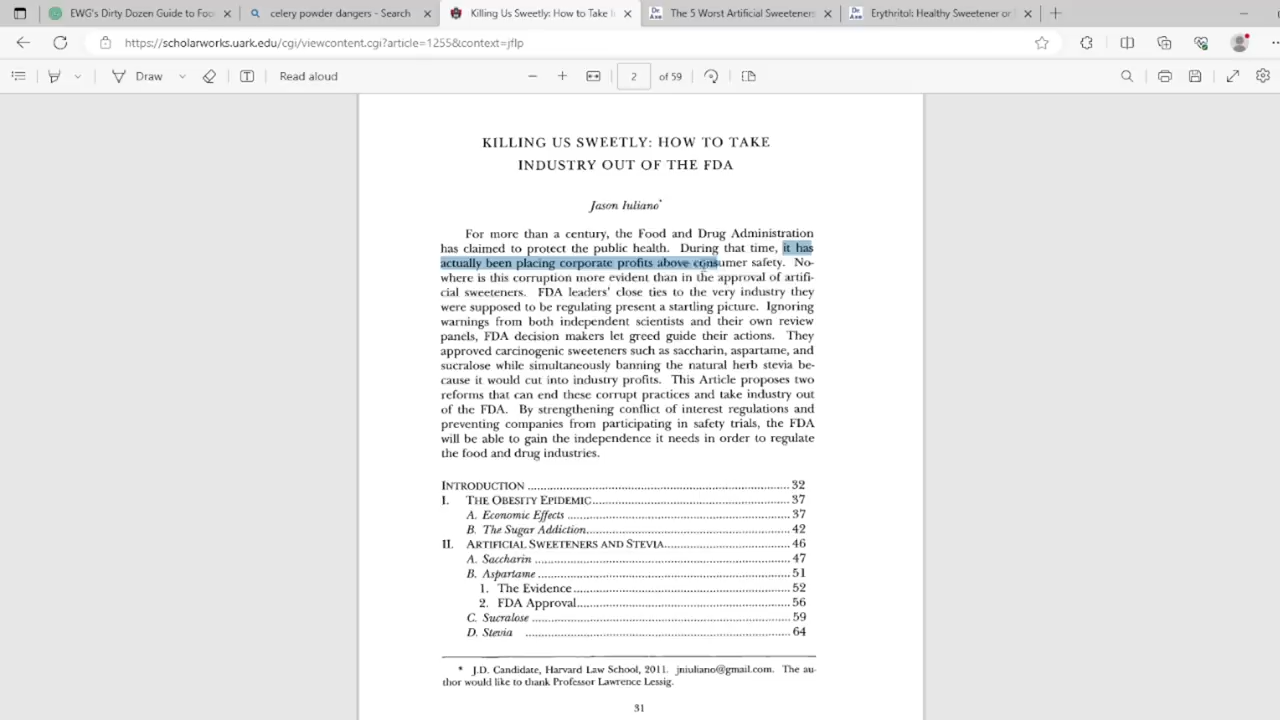 EWG's Dirty Dozen Guide to Foo
celery powder dangers - Search
Killing Us Sweetly: How to Take I
The 5 Worst Artificial Sweeteners
Erythritol: Healthy Sweetener or
https://scholarworks.uark.edu/cgi/viewcontent.cgi?article=1255&context=jflp
Draw
Read aloud
2 of 59
KILLING US SWEETLY: HOW TO TAKE
INDUSTRY OUT OF THE FDA
Jason Iuliano*
For more than a century, the Food and Drug Administration
has claimed to protect the public health. During that time, it has
actually been placing corporate profits above consumer safety. No-
where is this corruption more evident than in the approval of artifi-
cial sweeteners. FDA leaders' close ties to the very industry they
were supposed to be regulating present a startling picture. Ignoring
warnings from both independent scientists and their own review
panels, FDA decision makers let greed guide their actions. They
approved carcinogenic sweeteners such as saccharin, aspartame, and
sucralose while simultaneously banning the natural herb stevia be-
cause it would cut into industry profits. This Article proposes two
reforms that can end these corrupt practices and take industry out
of the FDA. By strengthening conflict of interest regulations and
preventing companies from participating in safety trials, the FDA
will be able to gain the independence it needs in order to regulate
the food and drug industries.
INTRODUCTION 32
I. THE OBESITY EPIDEMIC 37
A. Economic Effects 37
B. The Sugar Addiction 42
II. ARTIFICIAL SWEETENERS AND STEVIA 46
A. Saccharin 47
B. Aspartame 51
1. The Evidence 52
2. FDA Approval 56
C. Sucralose 59
D. Stevia 64
* J.D. Candidate, Harvard Law School, 2011. jniuliano@gmail.com. The au-
thor would like to thank Professor Lawrence Lessig.
31